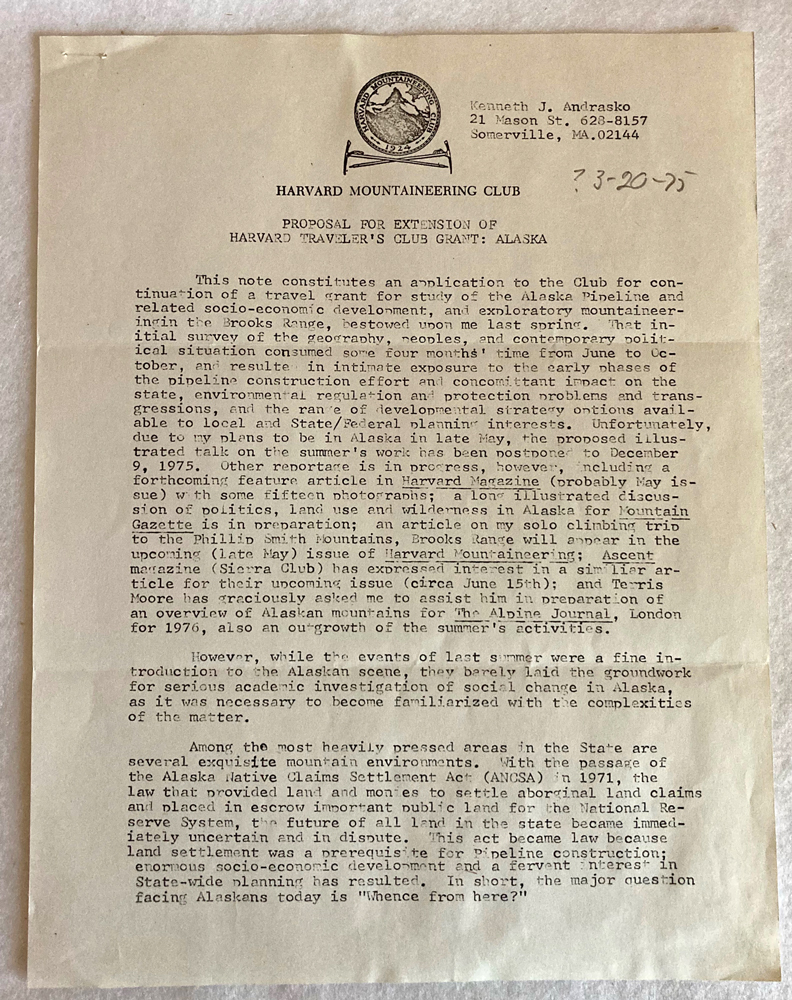 HARVARD MOUNTAINEERING CLUB
1924
Kenneth J. Andrasko
21 Mason St. 628-8157
Somerville, MA.02144
HARVARD MOUNTAINEERING CLUB
? 3-20-75
PROPOSAL FOR EXTENSION OF
HARVARD TRAVELER'S CLUB GRANT: ALASKA
This note constitutes an application to the Club for con-
tinuation of a travel grant for study of the Alaska Pipeline and
related socio-economic development, and exploratory mountaineer-
ingin the Brooks Range, bestowed upon me last spring. That in-
itial survey of the geography, peoples, and contemporary polit-
ical situation consumed some four months' time from June to Oc-
tober, and resulte in intimate exposure to the early phases of
the pipeline construction effort and concomittant impact on the
state, environmental regulation and protection problems and trans-
gressions, and the range of developmental strategy options avail-
able to local and State/Federal planning interests. Unfortunately,
due to my plans to be in Alaska in late May, the proposed illus-
trated talk on the summer's work has been postponed to December
9, 1975. Other reportage is in progress, however, including a
forthcoming feature article in Harvard Magazine (probably May is-
sue) with some fifteen photographs; a long illustrated discus-
sion of politics, land use and wilderness in Alaska for Mountain
Gazette is in preparation; an article on my solo climbing trip
to the Phillip Smith Mountains, Brooks Range will appear in the
upcoming (late May) issue of Harvard Mountaineering; Ascent
magazine (Sierra Club) has expressed interest in a similar ar-
ticle for their upcoming issue (circa June 15th); and Terris
Moore has graciously asked me to assist him in preparation of
an overview of Alaskan mountains for The Alpine Journal, London
for 1976, also an outgrowth of the summer's activities.
However, while the events of last summer were a fine in-
troduction to the Alaskan scene, they barely laid the groundwork
for serious academic investigation of social change in Alaska,
as it was necessary to become familiarized with the complexities
of the matter.
Among the most heavily pressed areas in the State are
several exquisite mountain environments. With the passage of
the Alaska Native Claims Settlement Act (ANCSA) in 1971, the
law that provided land and monies to settle aboriginal land claims
and placed in escrow important public land for the National Re-
serve System, the future of all land in the state became immed-
iately uncertain and in dispute. This act became law because
land settlement was a prerequisite for Pipeline construction;
enormous socio-economic development and a fervent interest in
State-wide planning has resulted. In short, the major question
facing Alaskans today is "Whence from here?"